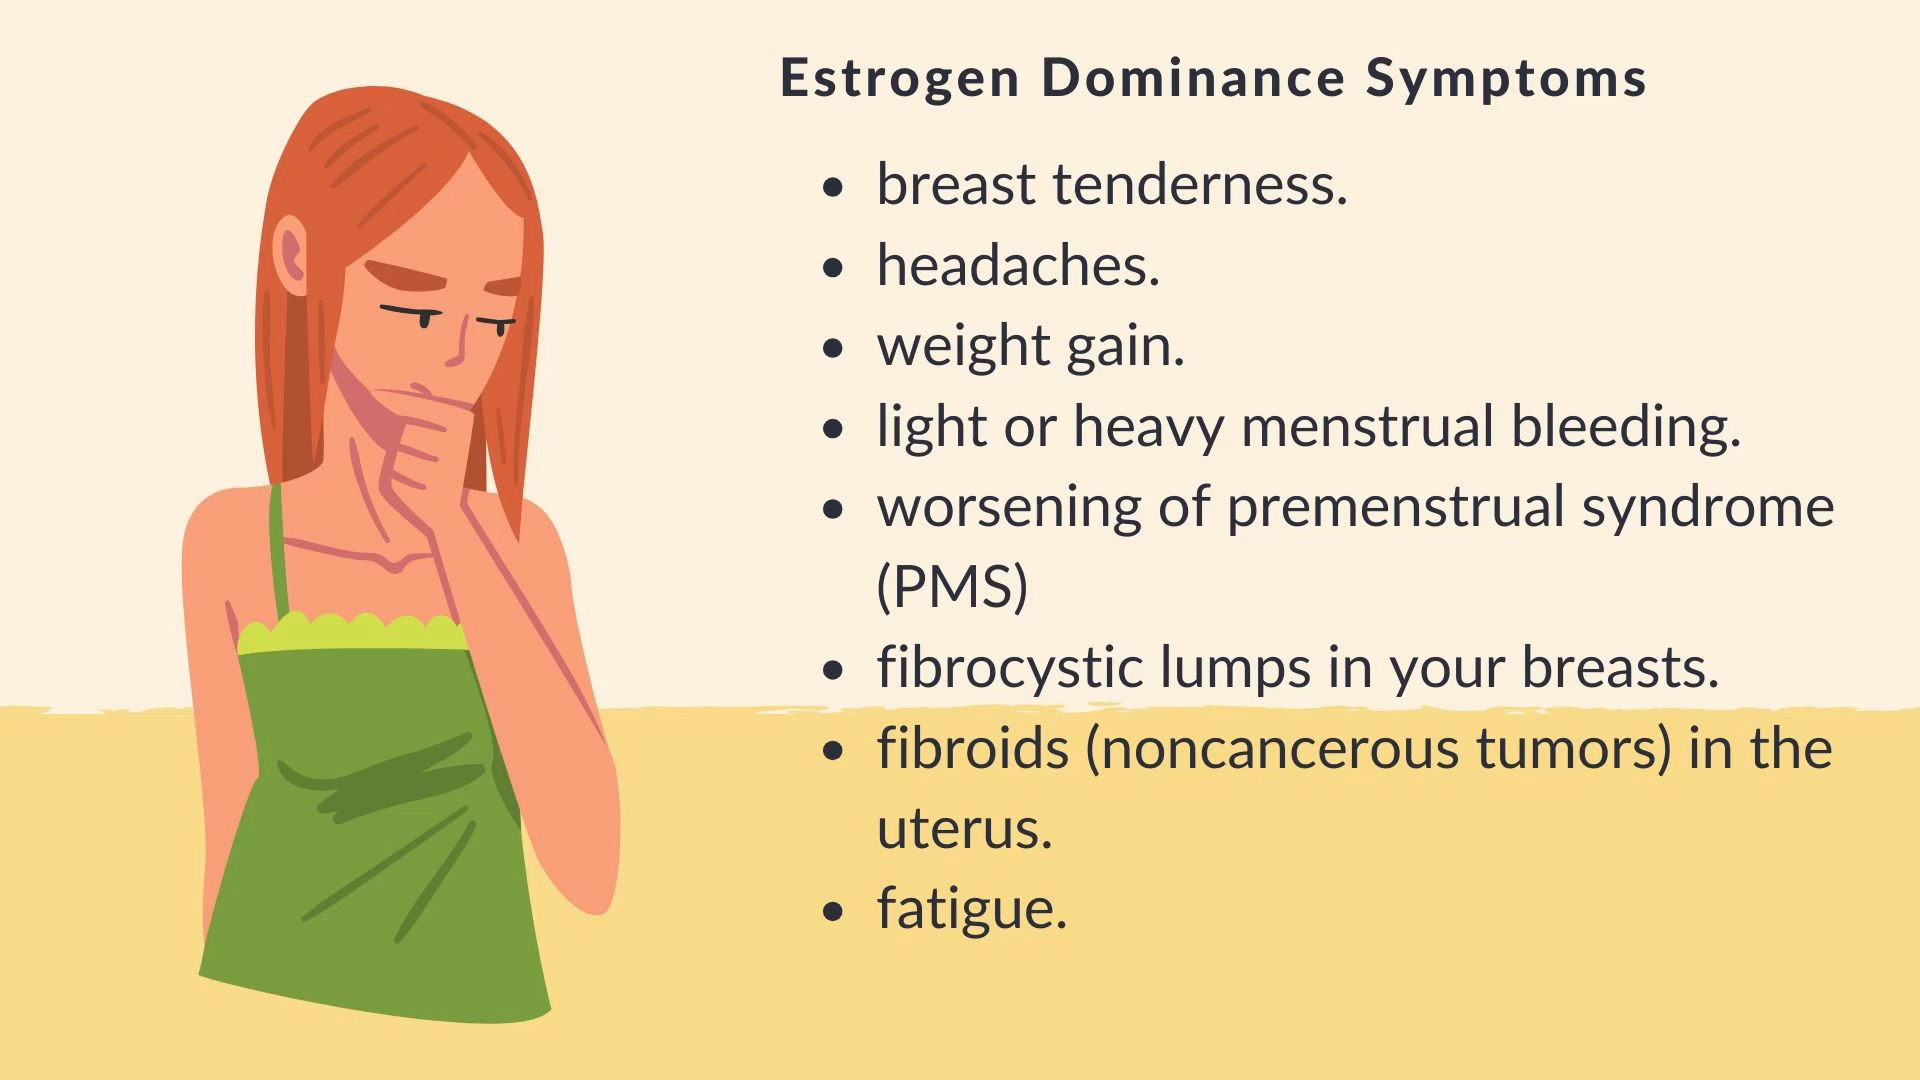 Estrogen Dominance Symptoms
• breast tenderness.
• headaches.
• weight gain.
• light or heavy menstrual bleeding.
• worsening of premenstrual syndrome
(PMS)
• fibrocystic lumps in your breasts.
• fibroids (noncancerous tumors) in the
uterus.
• fatigue.